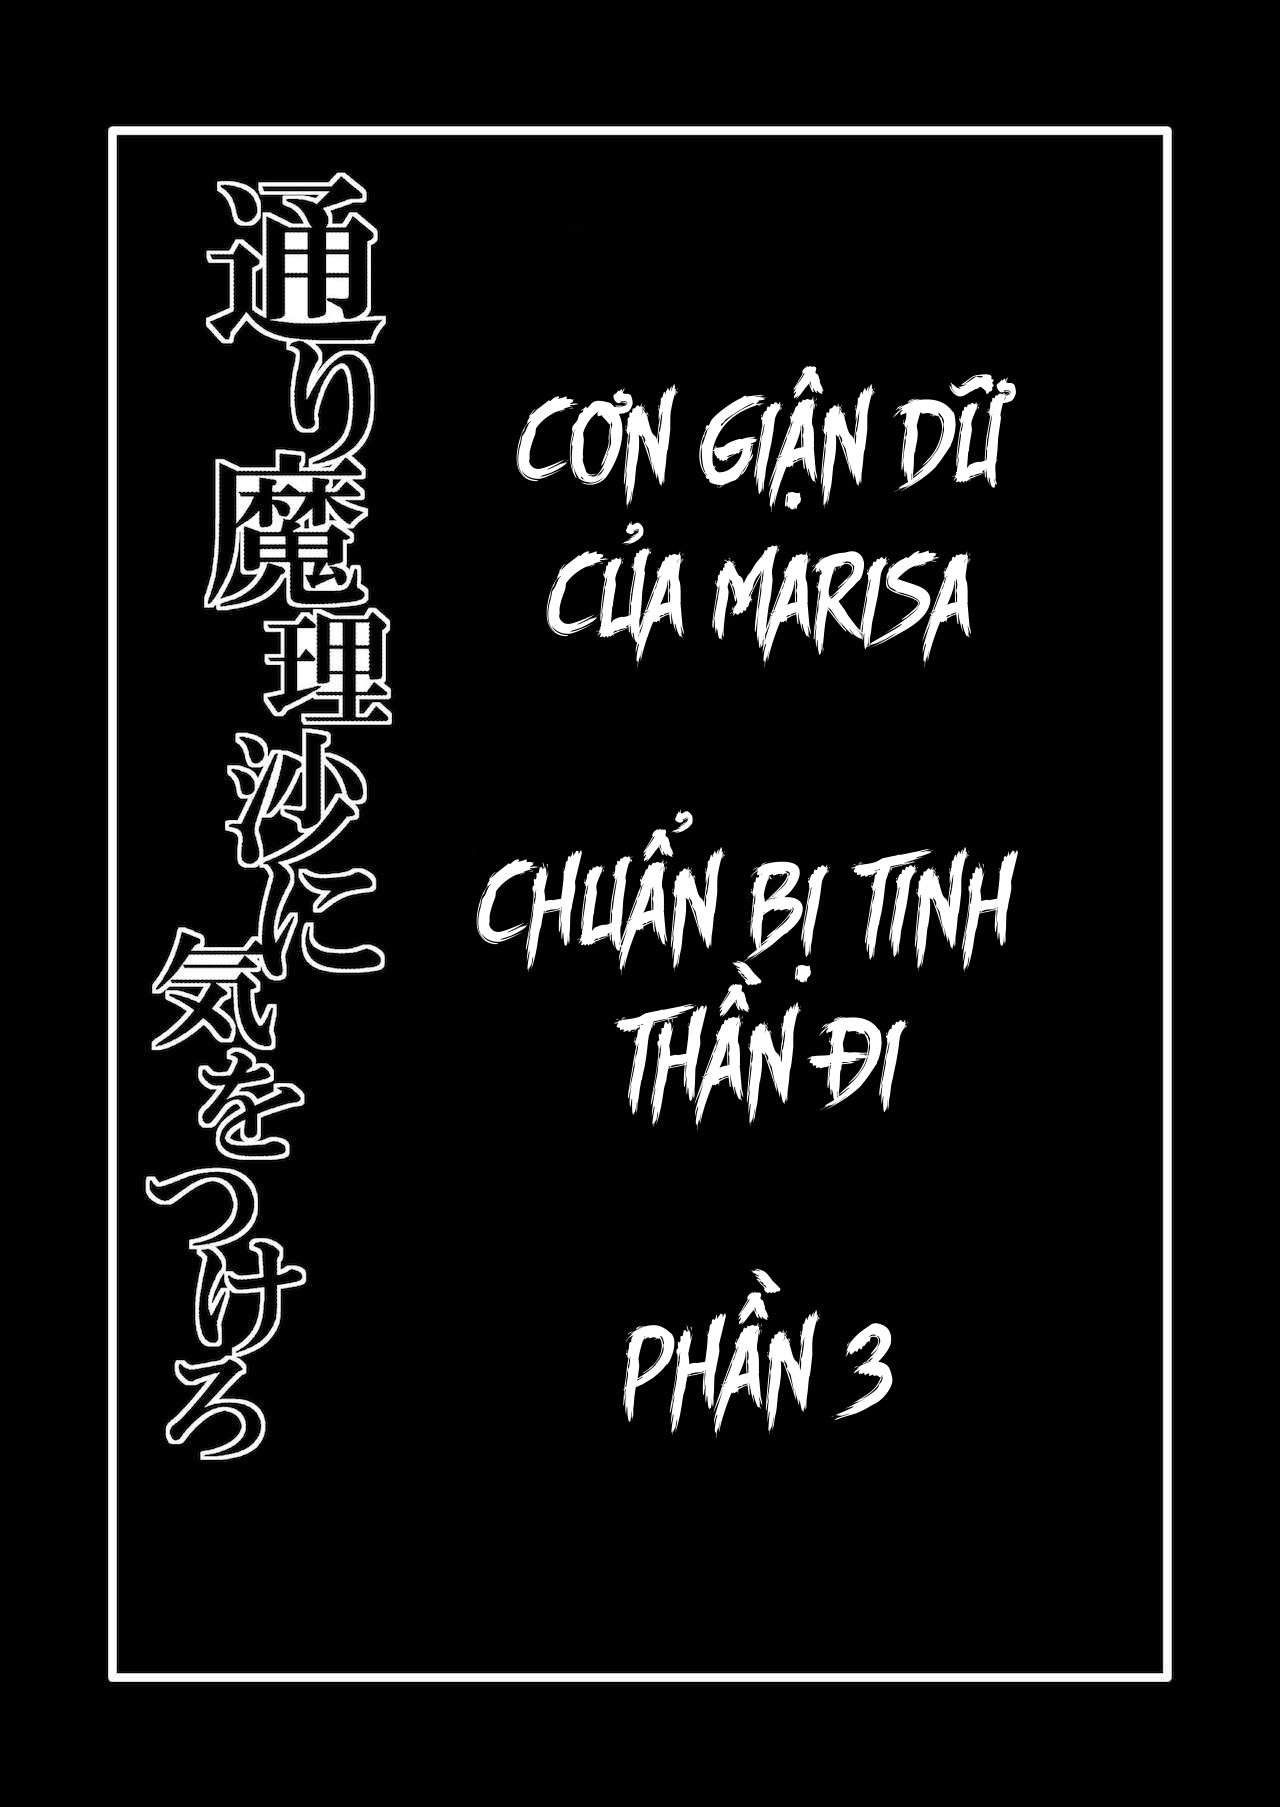 通り魔理沙に
気をつけろ
CƠN GIẬN DỮ
CỦA MARISA
CHUẨN BỊ TINH
THẦN ĐI
PHẦN 3